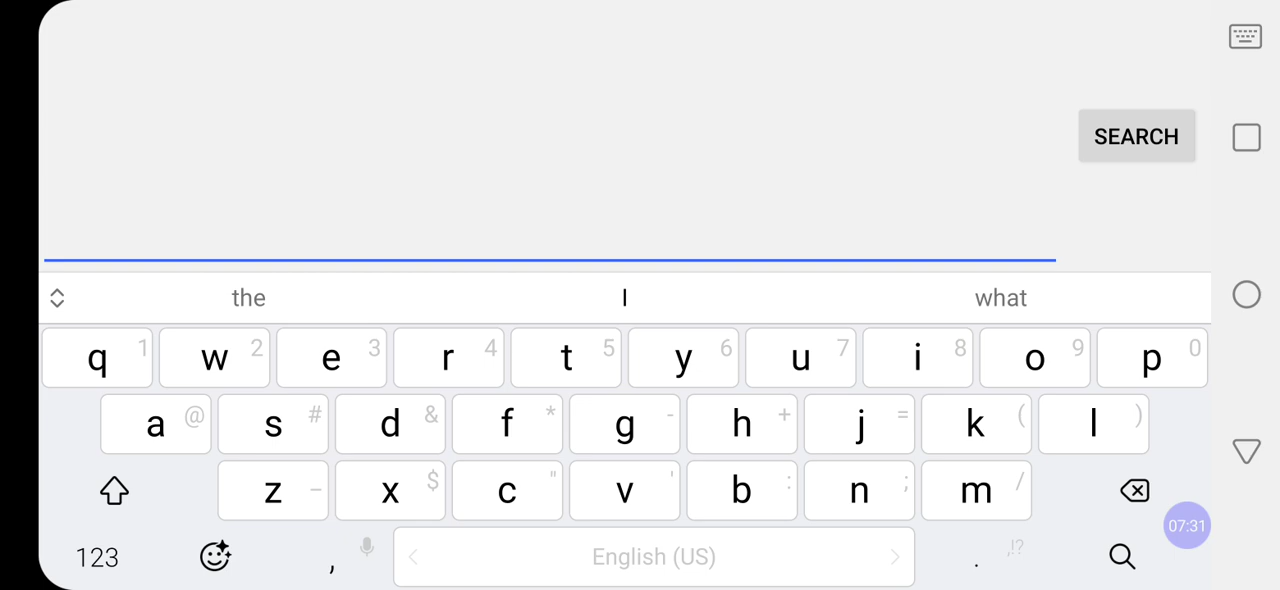 SEARCH
the I what
q 1 w 2 e 3 r 4 t 5 y 6 u 7 i 8 o 9 p 0
a @ s # d & f * g - h + j = k ( l )
z _ x $ c " v ' b : n ; m /
07:31
123 , English (US) . ,!?